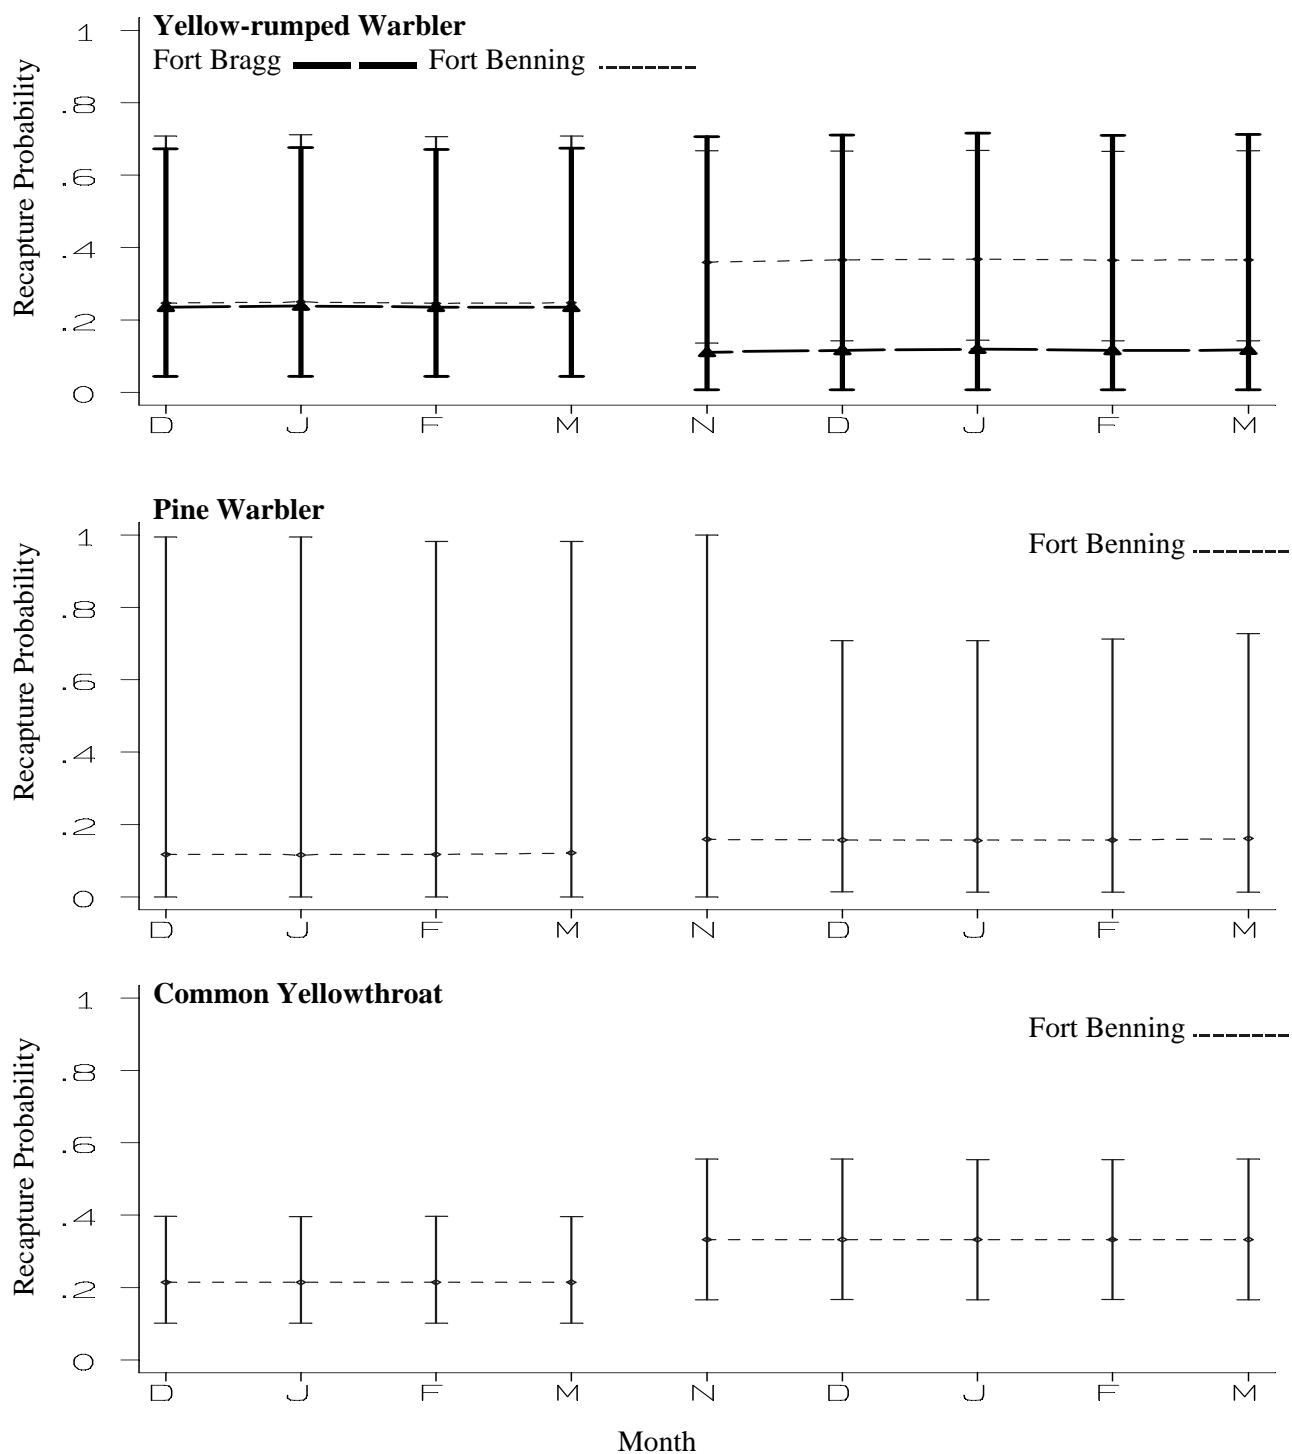 Yellow-rumped Warbler
Fort Bragg Fort Benning
Recapture Probability
1
.8
.6
.4
.2
0
D J F M N D J F M
Pine Warbler
Fort Benning
Recapture Probability
1
.8
.6
.4
.2
0
D J F M N D J F M
Common Yellowthroat
Fort Benning
Recapture Probability
1
.8
.6
.4
.2
0
D J F M N D J F M
Month